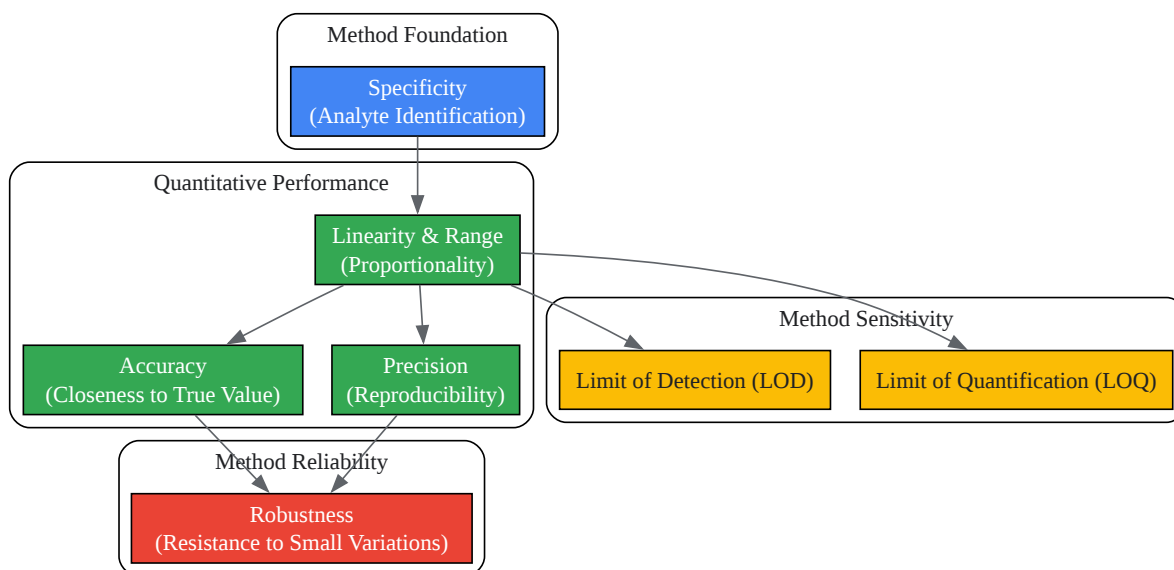 Method Foundation
Specificity
(Analyte Identification)
Quantitative Performance
Linearity & Range
(Proportionality)
Method Sensitivity
Accuracy
(Closeness to True Value)
Precision
(Reproducibility)
Limit of Detection (LOD)
Limit of Quantification (LOQ)
Method Reliability
Robustness
(Resistance to Small Variations)